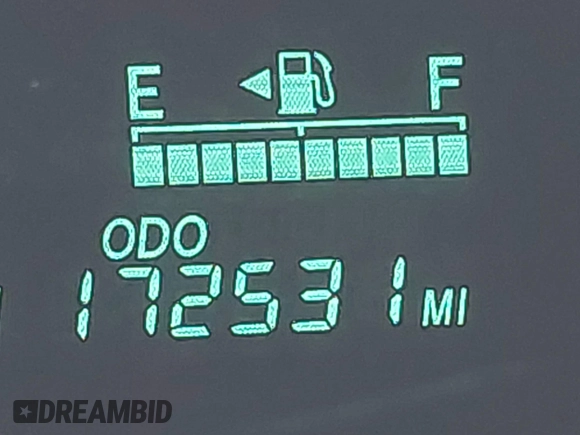 E F
ODO
172531 MI
DREAMBID